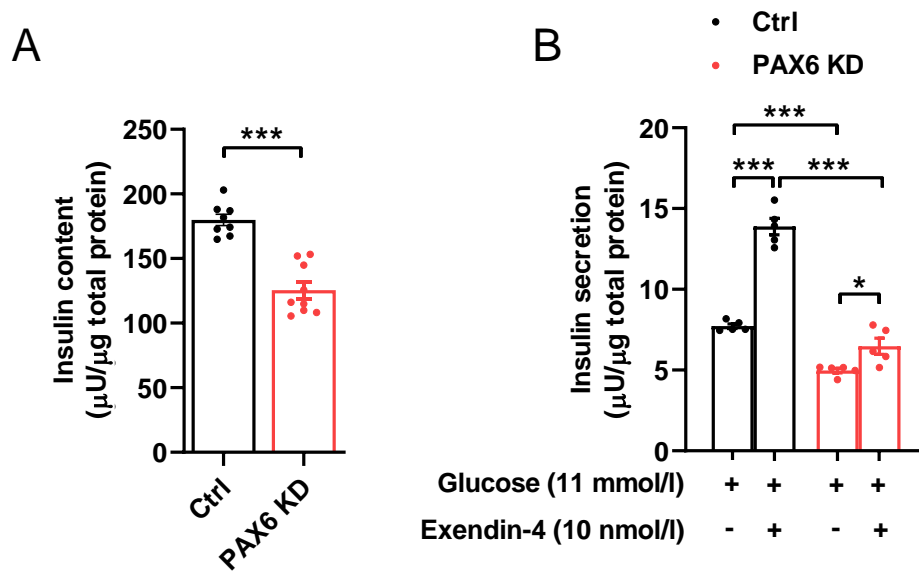 A
B
Ctrl
PAX6 KD
250
200
150
100
50
0
Insulin content
(μU/μg total protein)
***
Ctrl
PAX6 KD
20
15
10
5
0
Insulin secretion
(μU/μg total protein)
***
***
***
*
Glucose (11 mmol/l) + + + +
Exendin-4 (10 nmol/l) - + - +